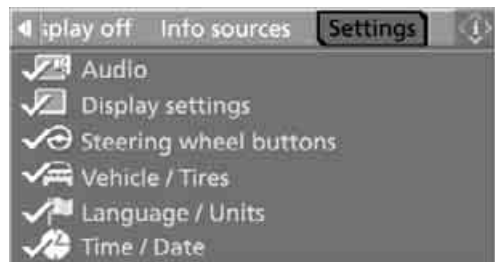 splay off Info sources Settings i
Audio
Display settings
Steering wheel buttons
Vehicle / Tires
Language / Units
Time / Date